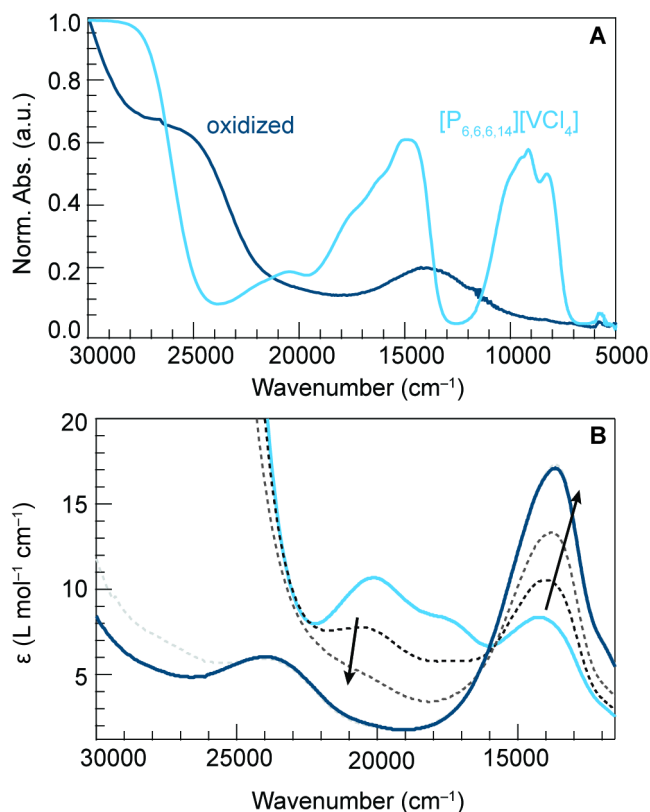 A
1.0
0.8
0.6
0.4
0.2
0.0
Norm. Abs. (a.u.)
oxidized
[P6,6,6,14][VCl4]
30000 25000 20000 15000 10000 5000
Wavenumber (cm⁻¹)
B
20
15
10
5
ε (L mol⁻¹ cm⁻¹)
30000 25000 20000 15000
Wavenumber (cm⁻¹)